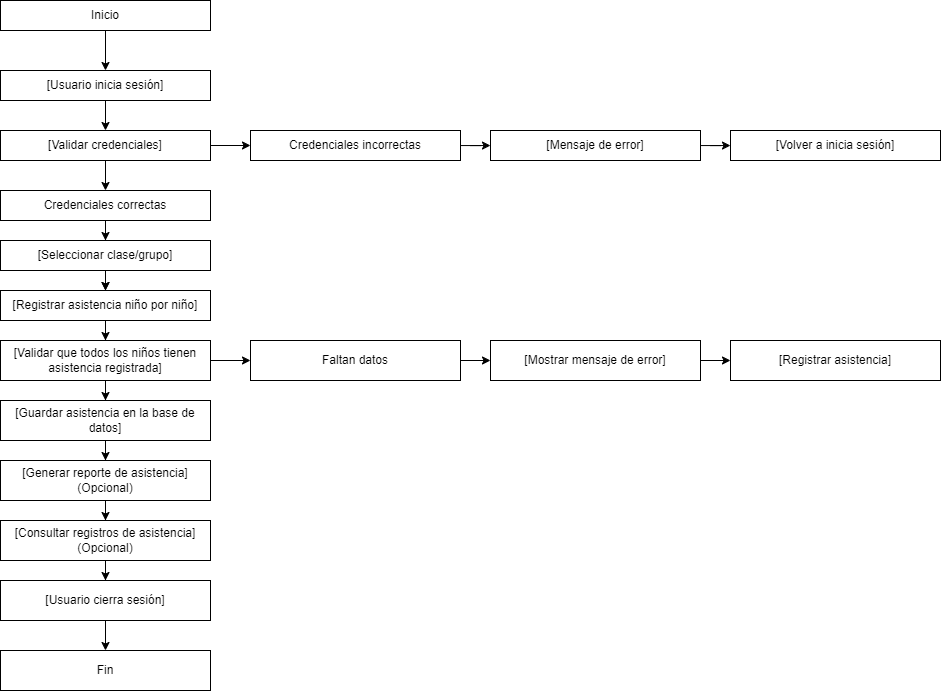 Inicio
[Usuario inicia sesión]
[Validar credenciales]
Credenciales incorrectas
[Mensaje de error]
[Volver a inicia sesión]
Credenciales correctas
[Seleccionar clase/grupo]
[Registrar asistencia niño por niño]
[Validar que todos los niños tienen
asistencia registrada]
Faltan datos
[Mostrar mensaje de error]
[Registrar asistencia]
[Guardar asistencia en la base de
datos]
[Generar reporte de asistencia]
(Opcional)
[Consultar registros de asistencia]
(Opcional)
[Usuario cierra sesión]
Fin